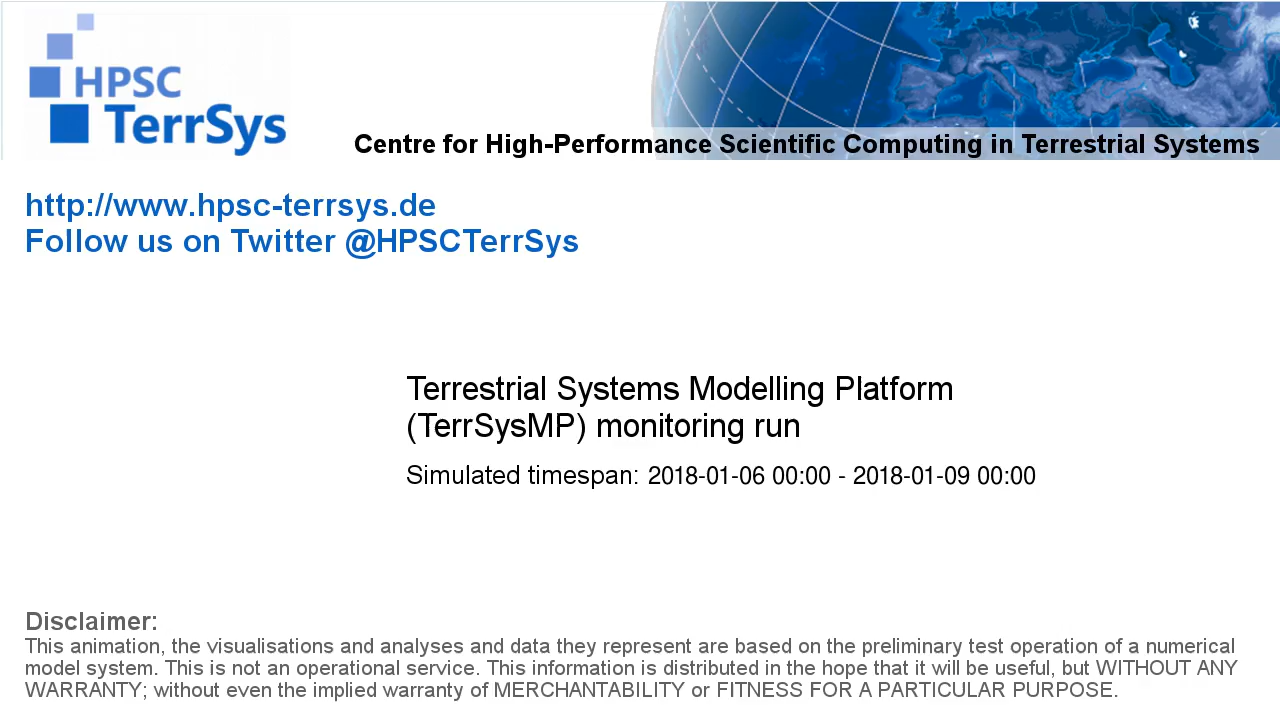 HPSC
TerrSys
Centre for High-Performance Scientific Computing in Terrestrial Systems
http://www.hpsc-terrsys.de
Follow us on Twitter @HPSCTerrSys
Terrestrial Systems Modelling Platform
(TerrSysMP) monitoring run
Simulated timespan: 2018-01-06 00:00 - 2018-01-09 00:00
Disclaimer:
This animation, the visualisations and analyses and data they represent are based on the preliminary test operation of a numerical
model system. This is not an operational service. This information is distributed in the hope that it will be useful, but WITHOUT ANY
WARRANTY; without even the implied warranty of MERCHANTABILITY or FITNESS FOR A PARTICULAR PURPOSE.